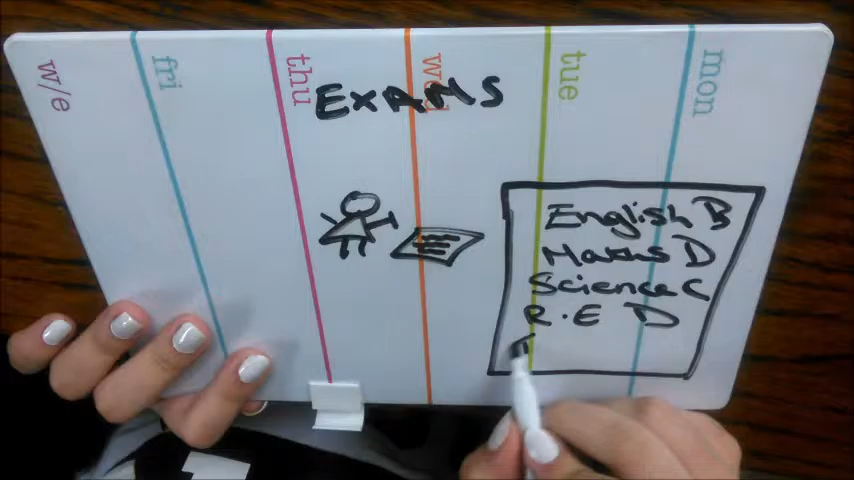 mon
tue
wed
thu
fri
w/e
EXAMS
English B
Maths D
Science C
R.E D